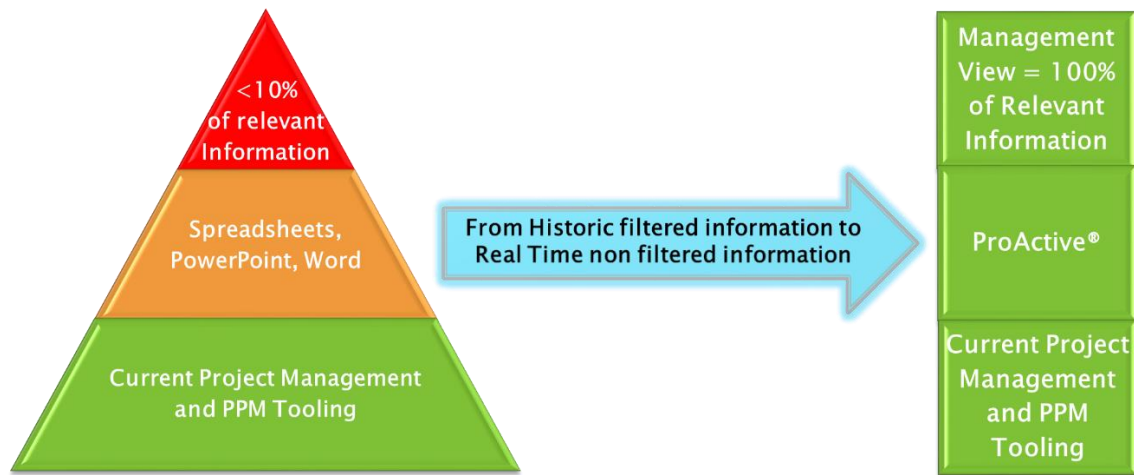 <10%
of relevant
Information
Spreadsheets,
PowerPoint, Word
Current Project Management
and PPM Tooling
From Historic filtered information to
Real Time non filtered information
Management
View = 100%
of Relevant
Information
ProActive®
Current Project
Management
and PPM
Tooling